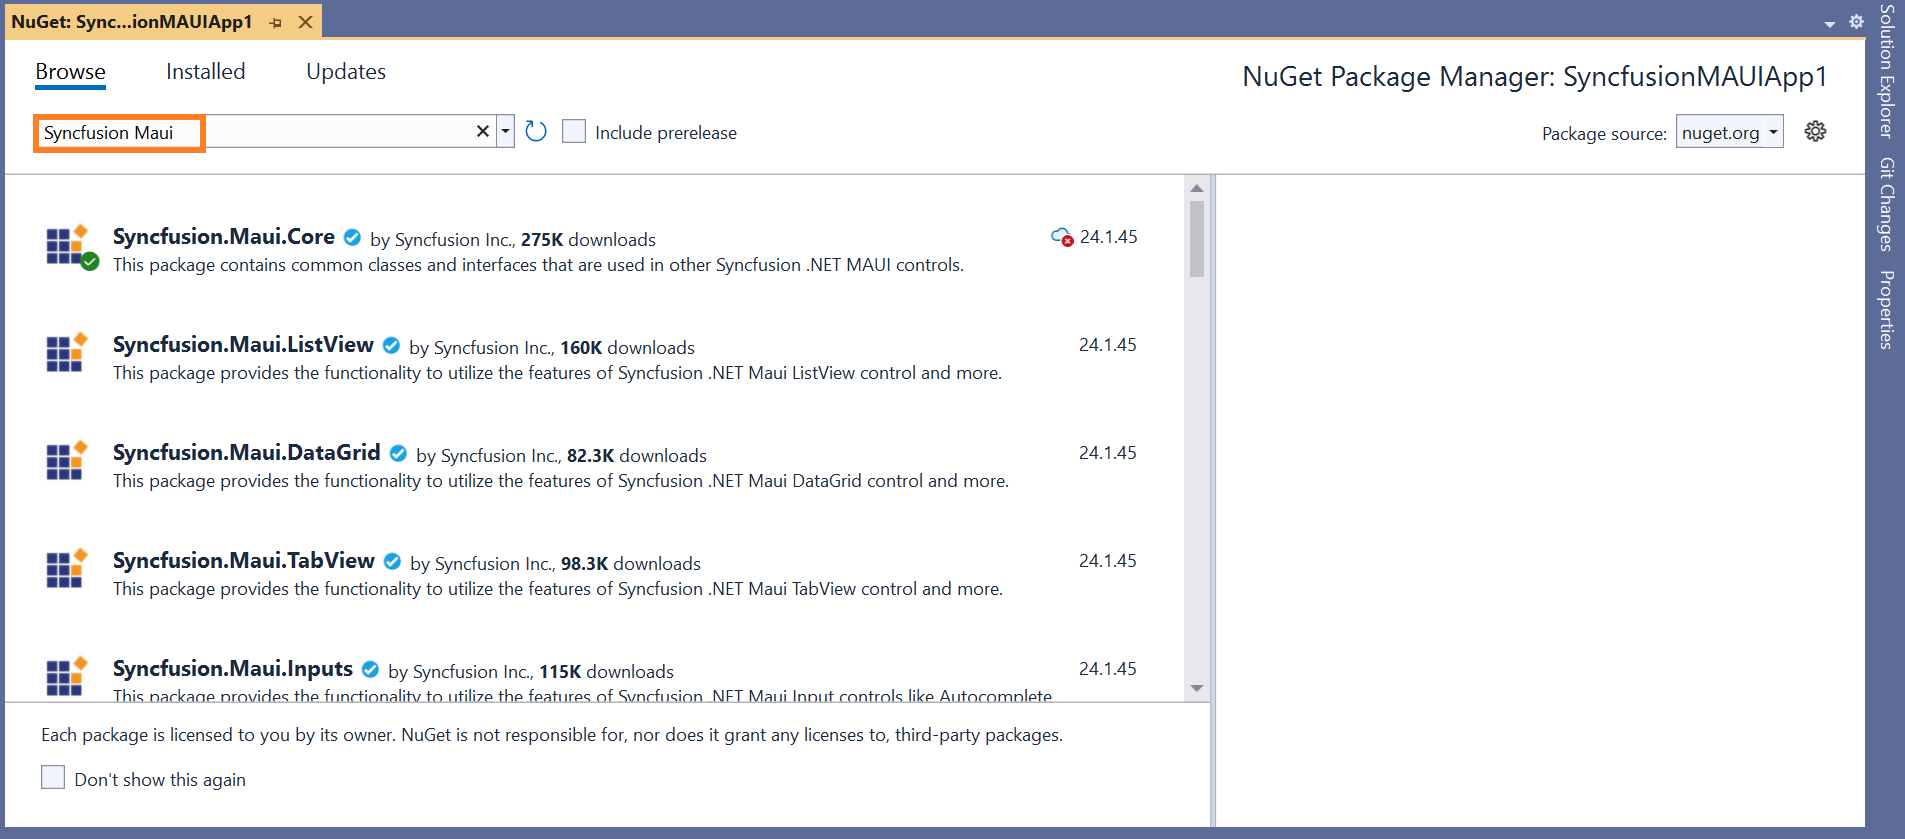 NuGet: Sync...ionMAUIApp1
Browse Installed Updates
NuGet Package Manager: SyncfusionMAUIApp1
Syncfusion Maui
Include prerelease
Package source: nuget.org
Syncfusion.Maui.Core by Syncfusion Inc., 275K downloads 24.1.45
This package contains common classes and interfaces that are used in other Syncfusion .NET MAUI controls.
Syncfusion.Maui.ListView by Syncfusion Inc., 160K downloads 24.1.45
This package provides the functionality to utilize the features of Syncfusion .NET Maui ListView control and more.
Syncfusion.Maui.DataGrid by Syncfusion Inc., 82.3K downloads 24.1.45
This package provides the functionality to utilize the features of Syncfusion .NET Maui DataGrid control and more.
Syncfusion.Maui.TabView by Syncfusion Inc., 98.3K downloads 24.1.45
This package provides the functionality to utilize the features of Syncfusion .NET Maui TabView control and more.
Syncfusion.Maui.Inputs by Syncfusion Inc., 115K downloads 24.1.45
This package provides the functionality to utilize the features of Syncfusion .NET Maui Input controls like Autocomplete
Each package is licensed to you by its owner. NuGet is not responsible for, nor does it grant any licenses to, third-party packages.
Don't show this again
Solution Explorer
Git Changes
Properties